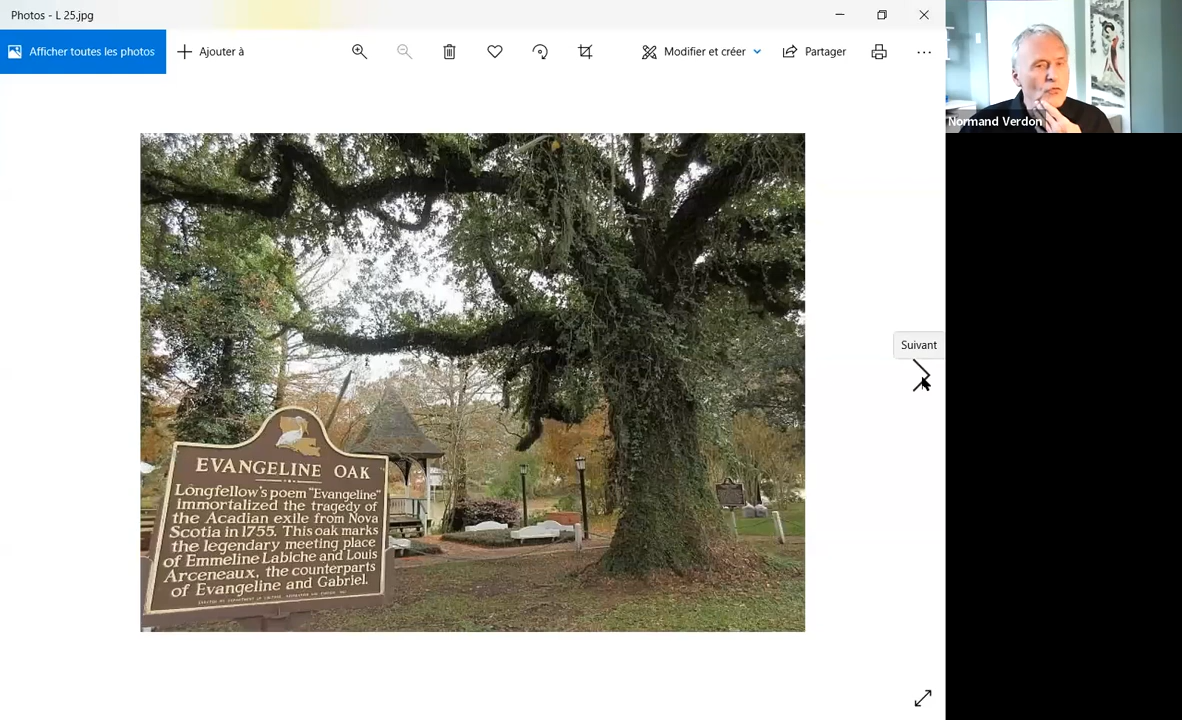 Photos - L 25.jpg
Afficher toutes les photos
Ajouter à
Modifier et créer
Partager
Normand Verdon
Suivant
EVANGELINE OAK
Longfellow's poem "Evangeline"
immortalized the tragedy of
the Acadian exile from Nova
Scotia in 1755. This oak marks
the legendary meeting place
of Emmeline Labiche and Louis
Arceneaux, the counterparts
of Evangeline and Gabriel.